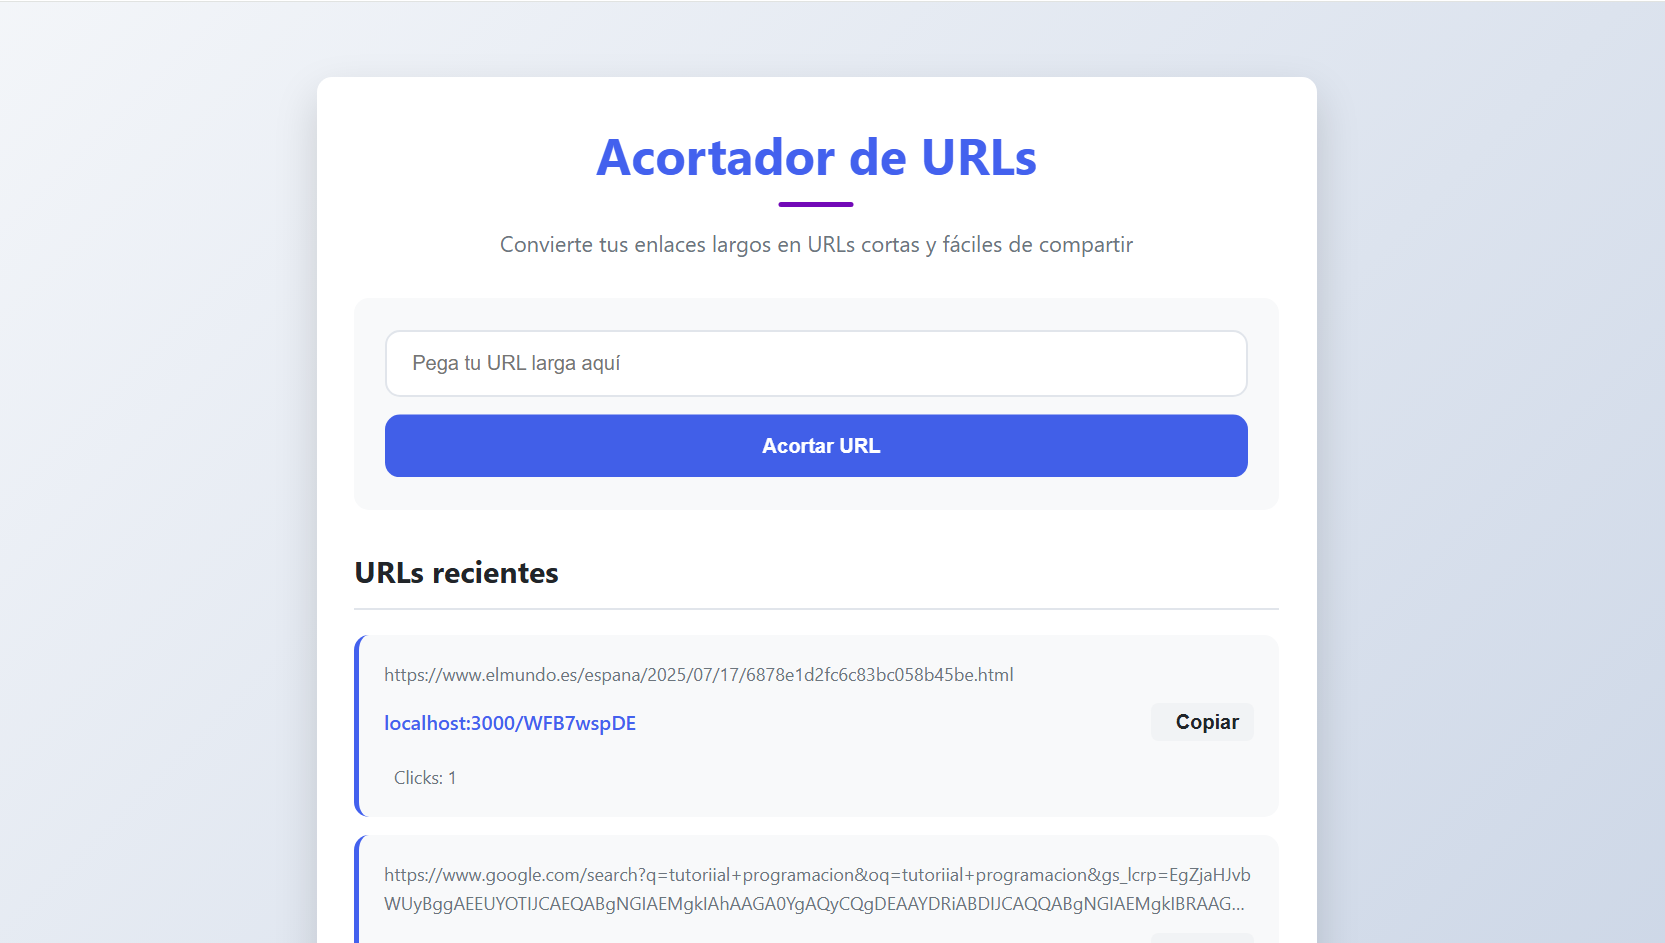 Acortador de URLs
Convierte tus enlaces largos en URLs cortas y fáciles de compartir
Pega tu URL larga aquí
Acortar URL
URLs recientes
https://www.elmundo.es/espana/2025/07/17/6878e1d2fc6c83bc058b45be.html
localhost:3000/WFB7wspDE
Copiar
Clicks: 1
https://www.google.com/search?q=tutoriial+programacion&oq=tutoriial+programacion&gs_lcrp=EgZjaHJvb
WUyBggAEEUYOTIJCAEQABgNGIAEMgkIAhAAGA0YgAQyCQgDEAAYDRiABDIJCAQQABgNGIAEMgkIBRAAG...